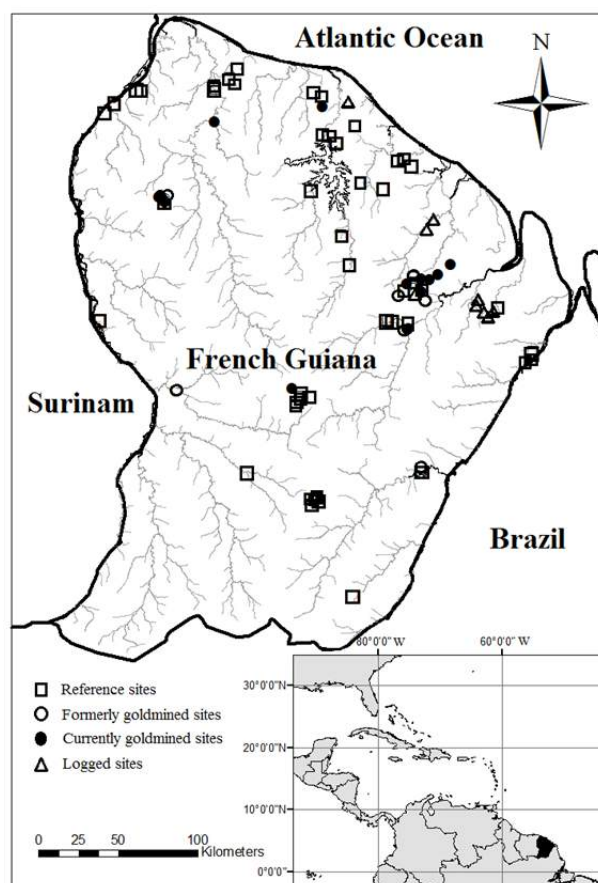 Atlantic Ocean
N
French Guiana
Surinam
Brazil
80°0'0"W 60°0'0"W
30°0'0"N
20°0'0"N
10°0'0"N
0°0'0"
Reference sites
Formerly goldmined sites
Currently goldmined sites
Logged sites
0 25 50 100
Kilometers